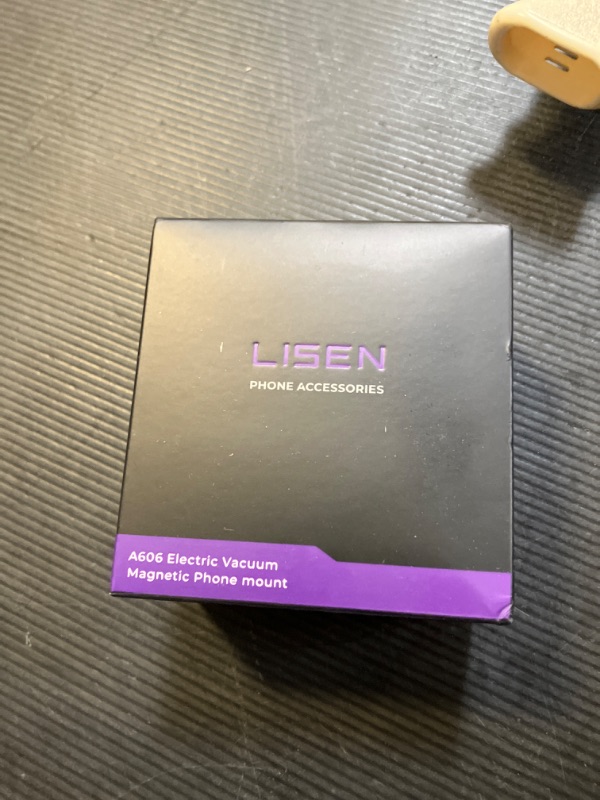 LISEN
PHONE ACCESSORIES
A606 Electric Vacuum
Magnetic Phone mount